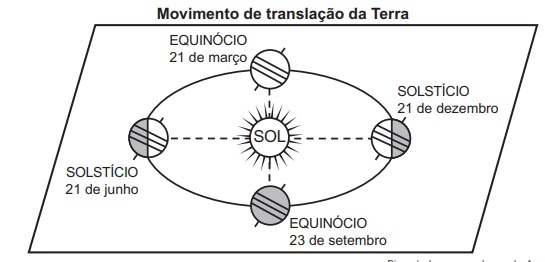 Movimento de translação da Terra
EQUINÓCIO
21 de março
SOLSTÍCIO
21 de dezembro
SOL
SOLSTÍCIO
21 de junho
EQUINÓCIO
23 de setembro